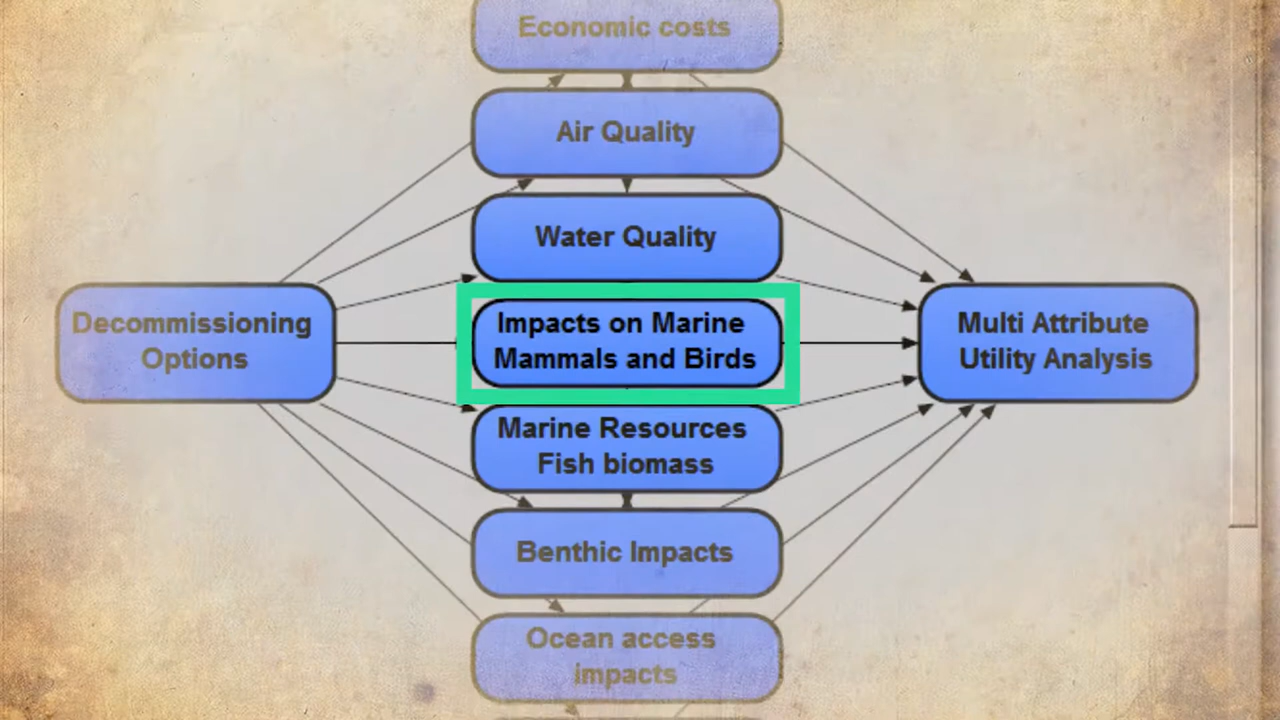 Economic costs
Air Quality
Water Quality
Decommissioning
Options
Impacts on Marine
Mammals and Birds
Multi Attribute
Utility Analysis
Marine Resources
Fish biomass
Benthic Impacts
Ocean access
impacts